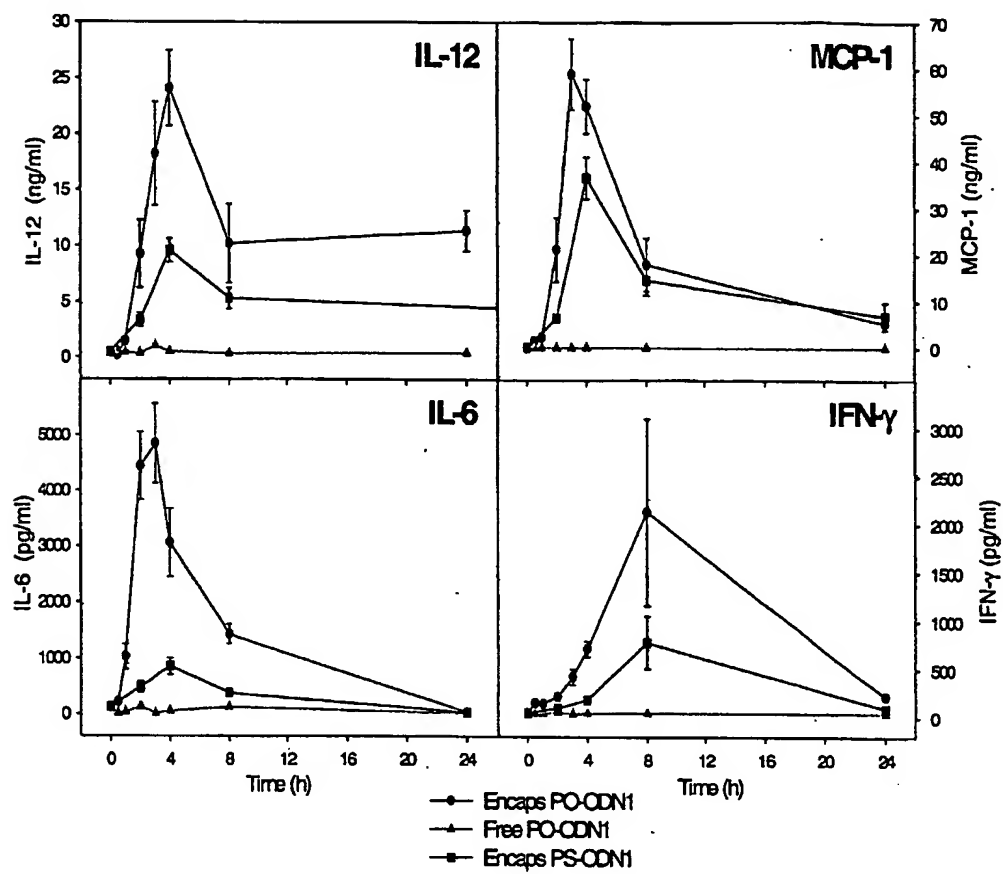 IL-12
30
25
20
15
10
5
0
IL-12 (ng/ml)
MCP-1
70
60
50
40
30
20
10
0
MCP-1 (ng/ml)
IL-6
5000
4000
3000
2000
1000
0
IL-6 (pg/ml)
IFN-γ
3000
2500
2000
1500
1000
500
0
IFN-γ (pg/ml)
0 4 8 12 16 20 24
Time (h)
0 4 8 12 16 20 24
Time (h)
Encaps PO-ODN1
Free PO-ODN1
Encaps PS-ODN1